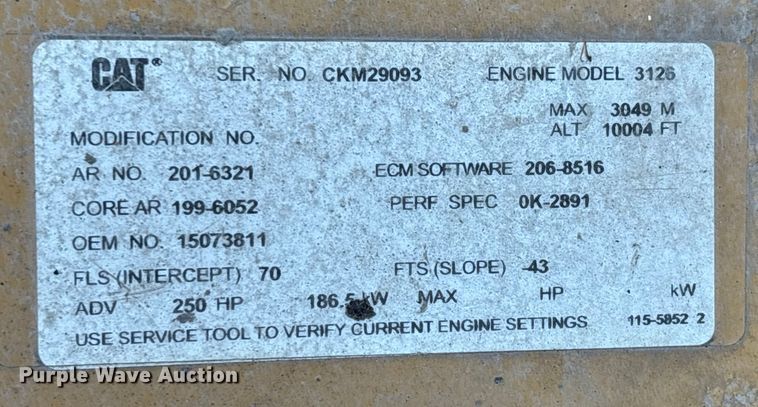 CAT® SER. NO. CKM29093 ENGINE MODEL 3126
MAX 3049 M
MODIFICATION NO. ALT 10004 FT
AR NO. 201-6321 ECM SOFTWARE 206-8516
CORE AR 199-6052 PERF SPEC 0K-2891
OEM NO. 15073811
FLS (INTERCEPT) 70 FTS (SLOPE) -43
ADV 250 HP 186.5 kW MAX HP kW
USE SERVICE TOOL TO VERIFY CURRENT ENGINE SETTINGS 115-5852 2
Purple Wave Auction